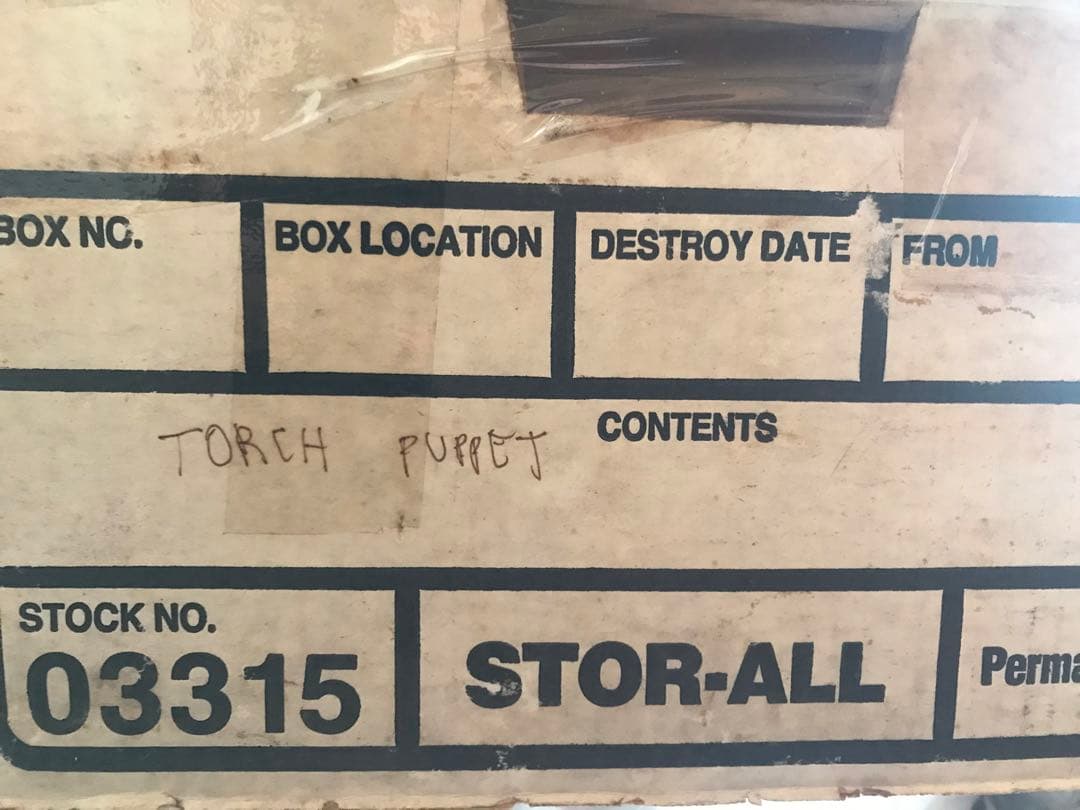 BOX NO. BOX LOCATION DESTROY DATE FROM
CONTENTS
TORCH PUPPET
STOCK NO.
03315
STOR-ALL
Perma